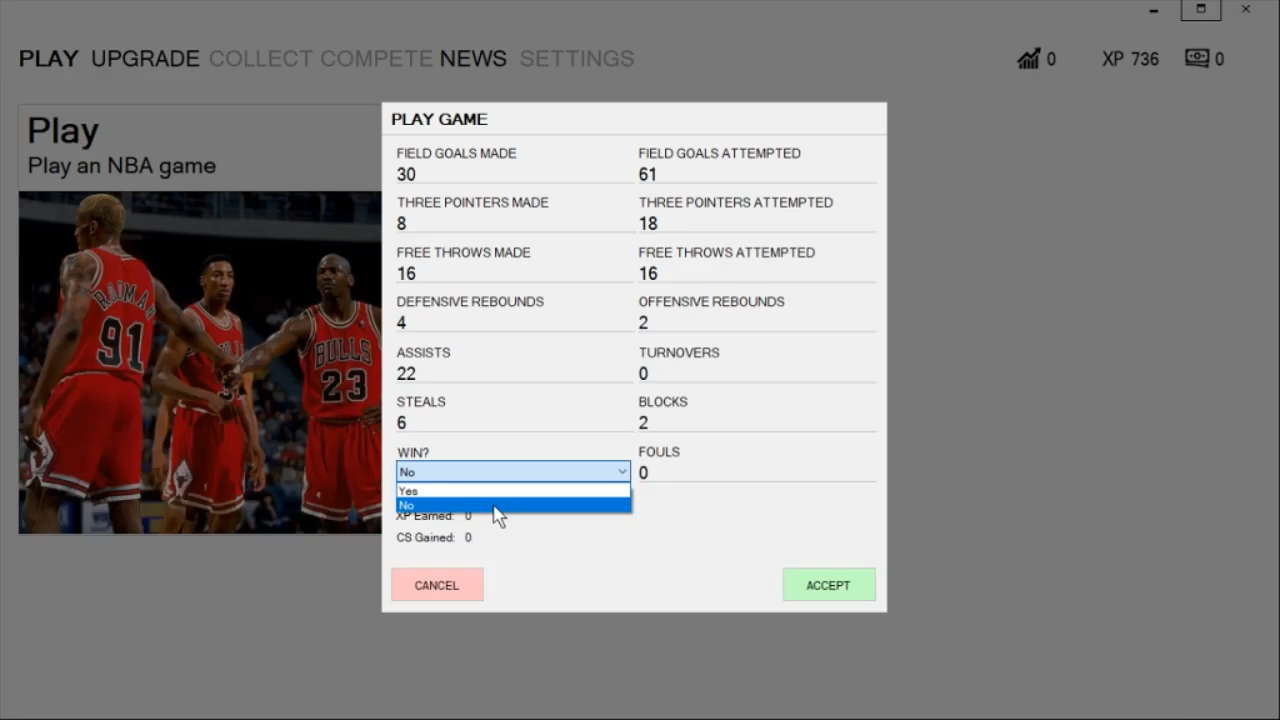 PLAY UPGRADE COLLECT COMPETE NEWS SETTINGS 0 XP 736 0
Play
Play an NBA game
RODMAN
91
BULLS
23
PLAY GAME
FIELD GOALS MADE FIELD GOALS ATTEMPTED
30 61
THREE POINTERS MADE THREE POINTERS ATTEMPTED
8 18
FREE THROWS MADE FREE THROWS ATTEMPTED
16 16
DEFENSIVE REBOUNDS OFFENSIVE REBOUNDS
4 2
ASSISTS TURNOVERS
22 0
STEALS BLOCKS
6 2
WIN? FOULS
No 0
Yes
No
XP Earned: 0
CS Gained: 0
CANCEL ACCEPT